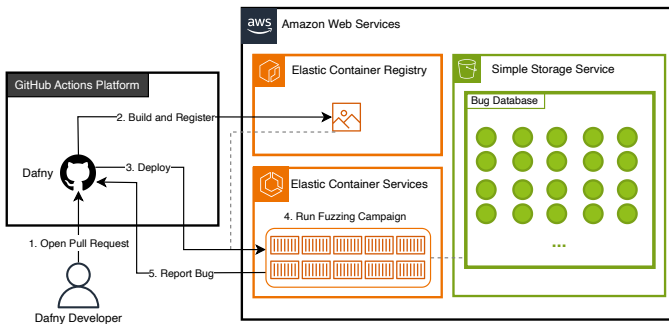 aws
Amazon Web Services
Elastic Container Registry
Simple Storage Service
GitHub Actions Platform
Bug Database
2. Build and Register
3. Deploy
Dafny
Elastic Container Services
4. Run Fuzzing Campaign
1. Open Pull Request
...
5. Report Bug
Dafny Developer